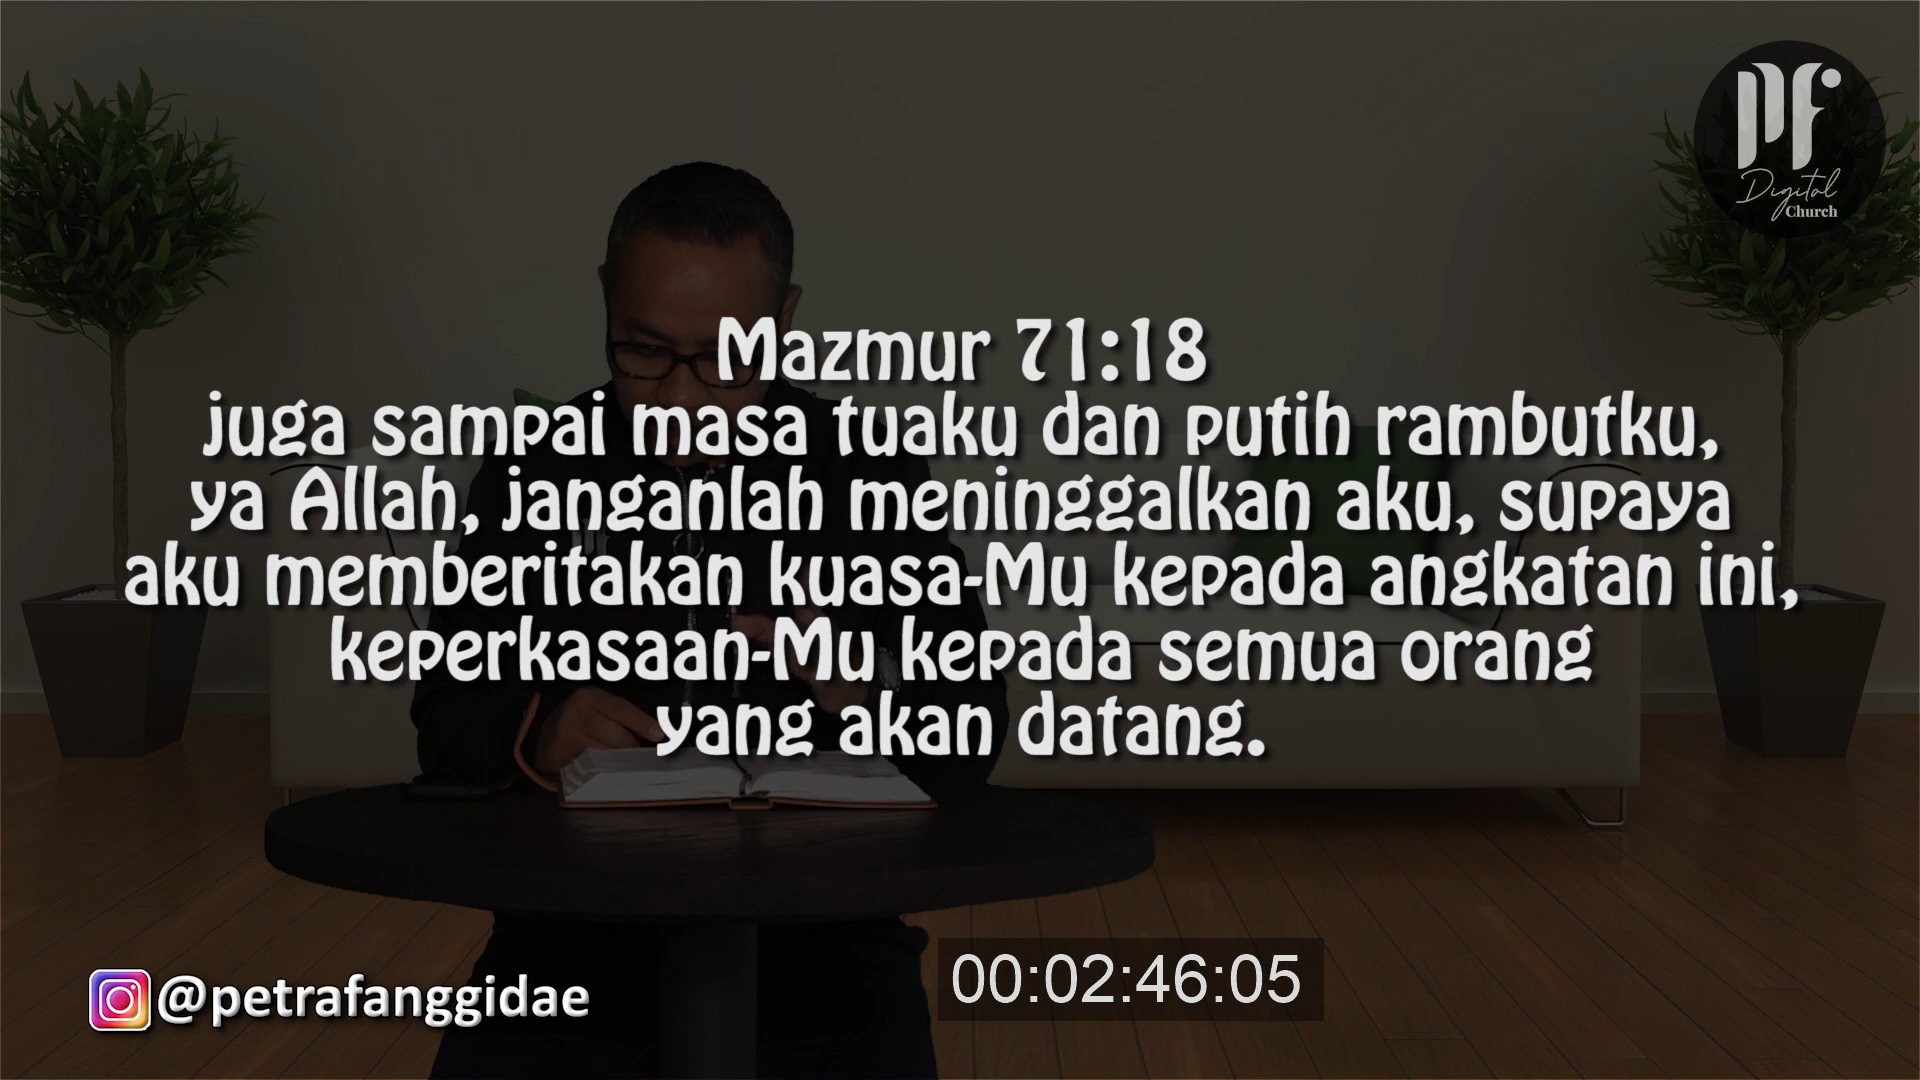 PF
Digital
Church
Mazmur 71:18
juga sampai masa tuaku dan putih rambutku,
ya Allah, janganlah meninggalkan aku, supaya
aku memberitakan kuasa-Mu kepada angkatan ini,
keperkasaan-Mu kepada semua orang
yang akan datang.
@petrafanggidae
00:02:46:05